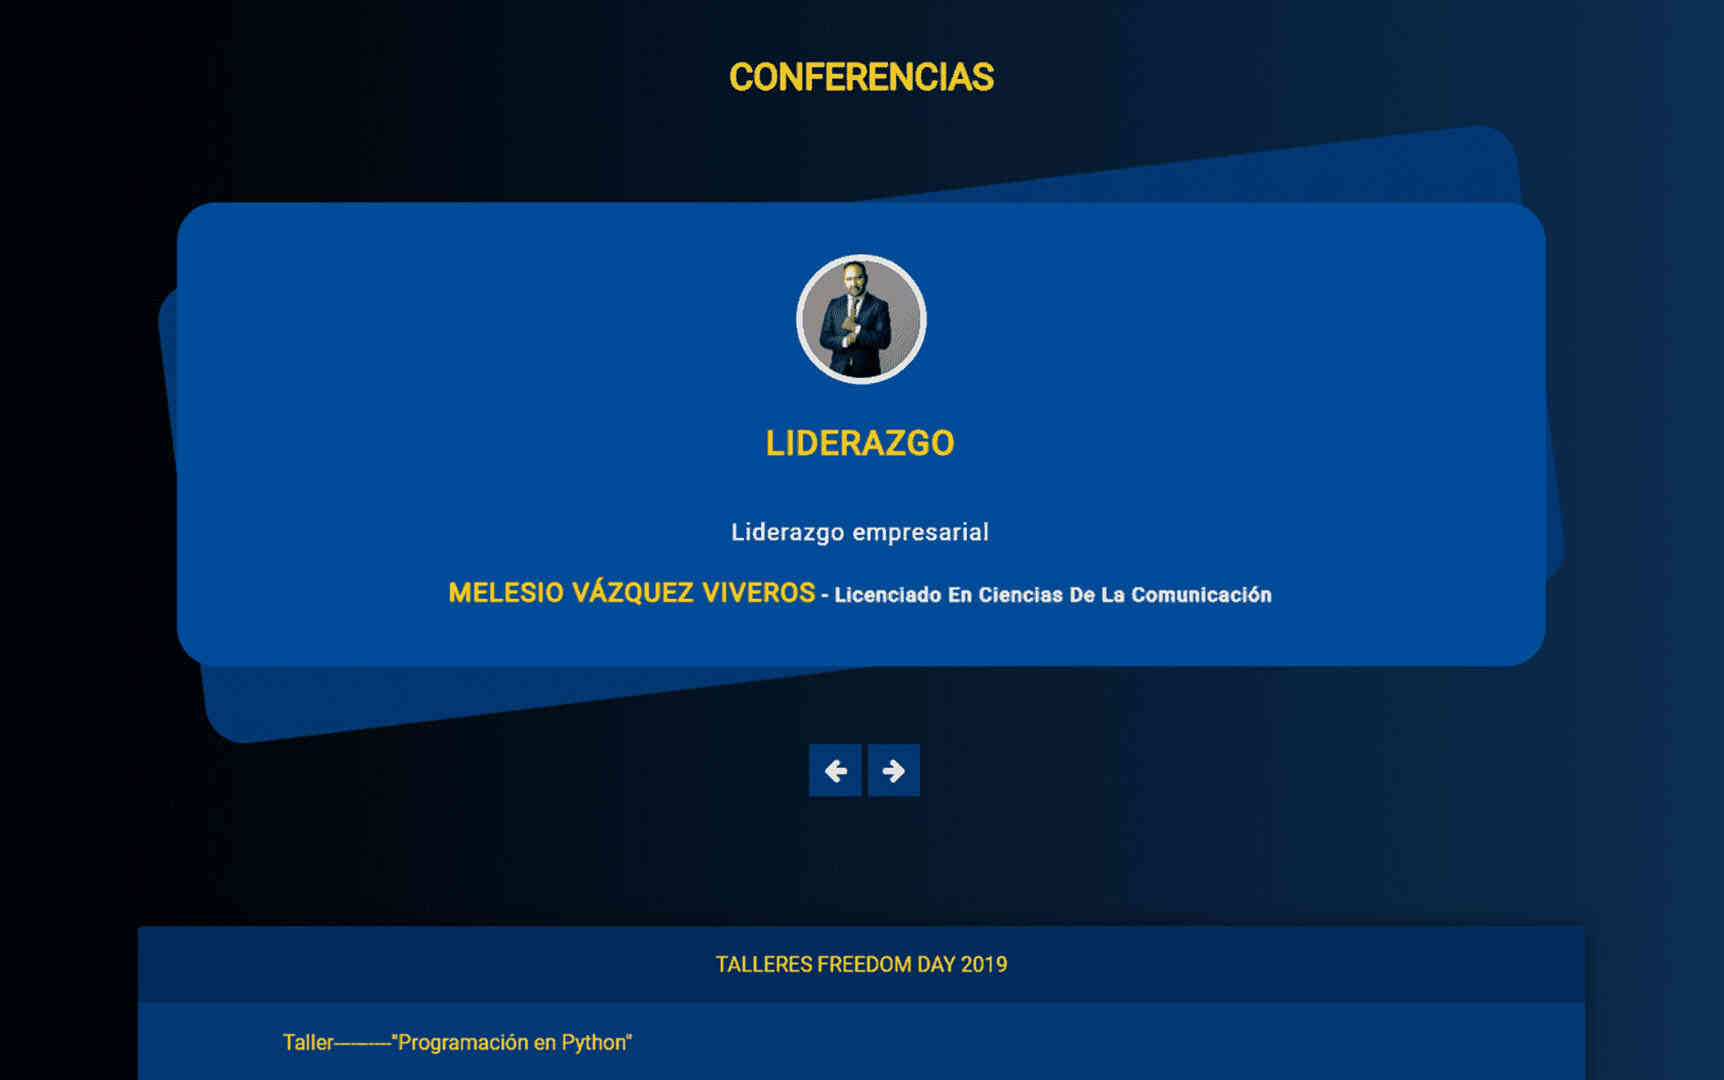 CONFERENCIAS
LIDERAZGO
Liderazgo empresarial
MELESIO VÁZQUEZ VIVEROS - Licenciado En Ciencias De La Comunicación
TALLERES FREEDOM DAY 2019
Taller----------"Programación en Python"